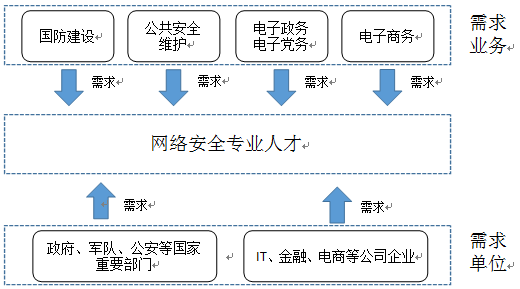 国防建设
公共安全
维护
电子政务
电子党务
电子商务
需求
业务
需求
需求
需求
需求
网络安全专业人才
需求
需求
政府、军队、公安等国家
重要部门
IT、金融、电商等公司企业
需求
单位